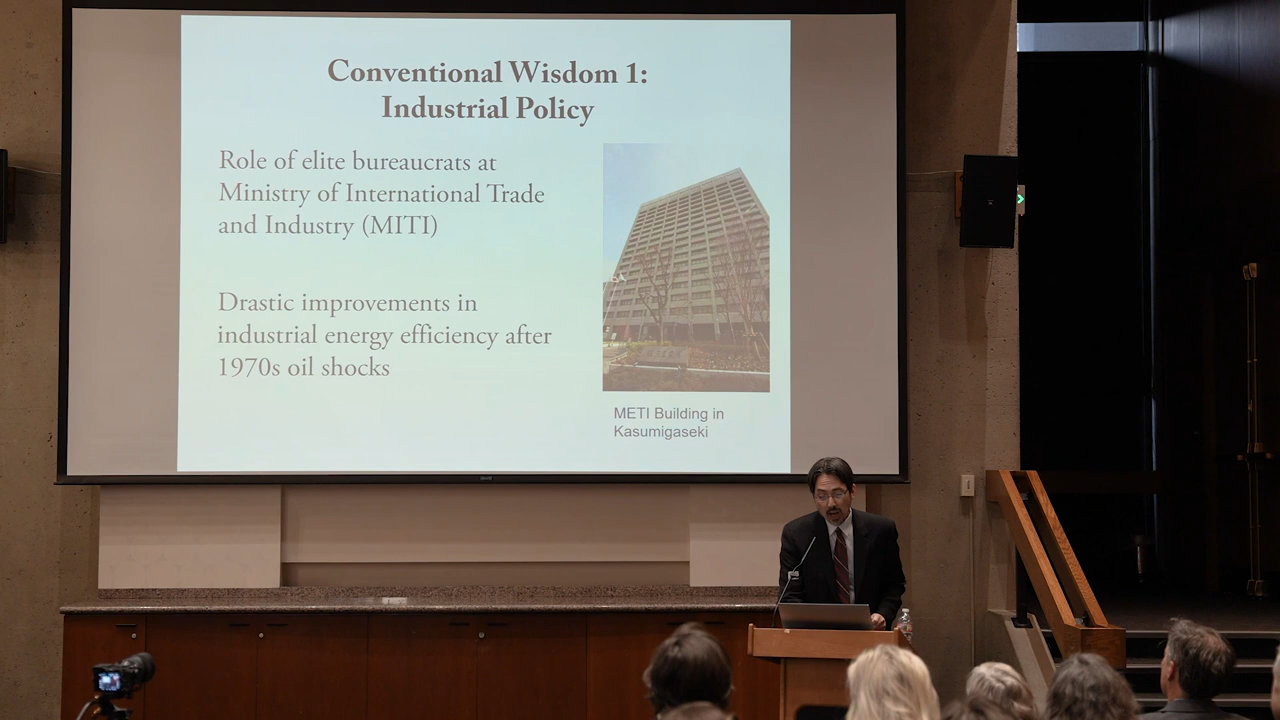 Conventional Wisdom 1:
Industrial Policy
Role of elite bureaucrats at
Ministry of International Trade
and Industry (MITI)
Drastic improvements in
industrial energy efficiency after
1970s oil shocks
METI Building in
Kasumigaseki